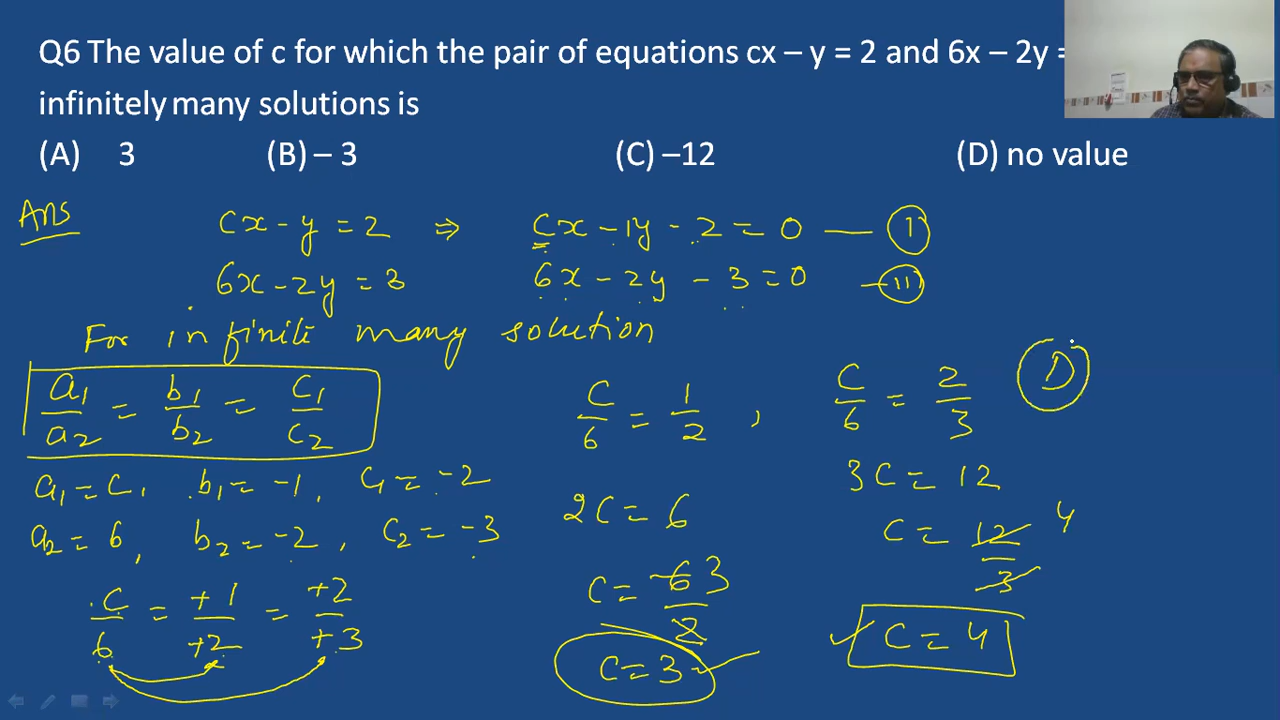 Q6 The value of c for which the pair of equations cx – y = 2 and 6x – 2y =
infinitely many solutions is
(A) 3 (B) – 3 (C) –12 (D) no value
Ans
cx - y = 2 ⇒ cx - 1y - 2 = 0 — (I)
6x - 2y = 3 6x - 2y - 3 = 0 — (III)
For infinite many solution
a1/a2 = b1/b2 = c1/c2
a1 = c, b1 = -1, c1 = -2
a2 = 6, b2 = -2, c2 = -3
c/6 = +1/+2 = +2/+3
c/6 = 1/2 ,
2c = 6
c = 6/2 3
c = 3
c/6 = 2/3
3c = 12
c = 12/3 4
c = 4
D